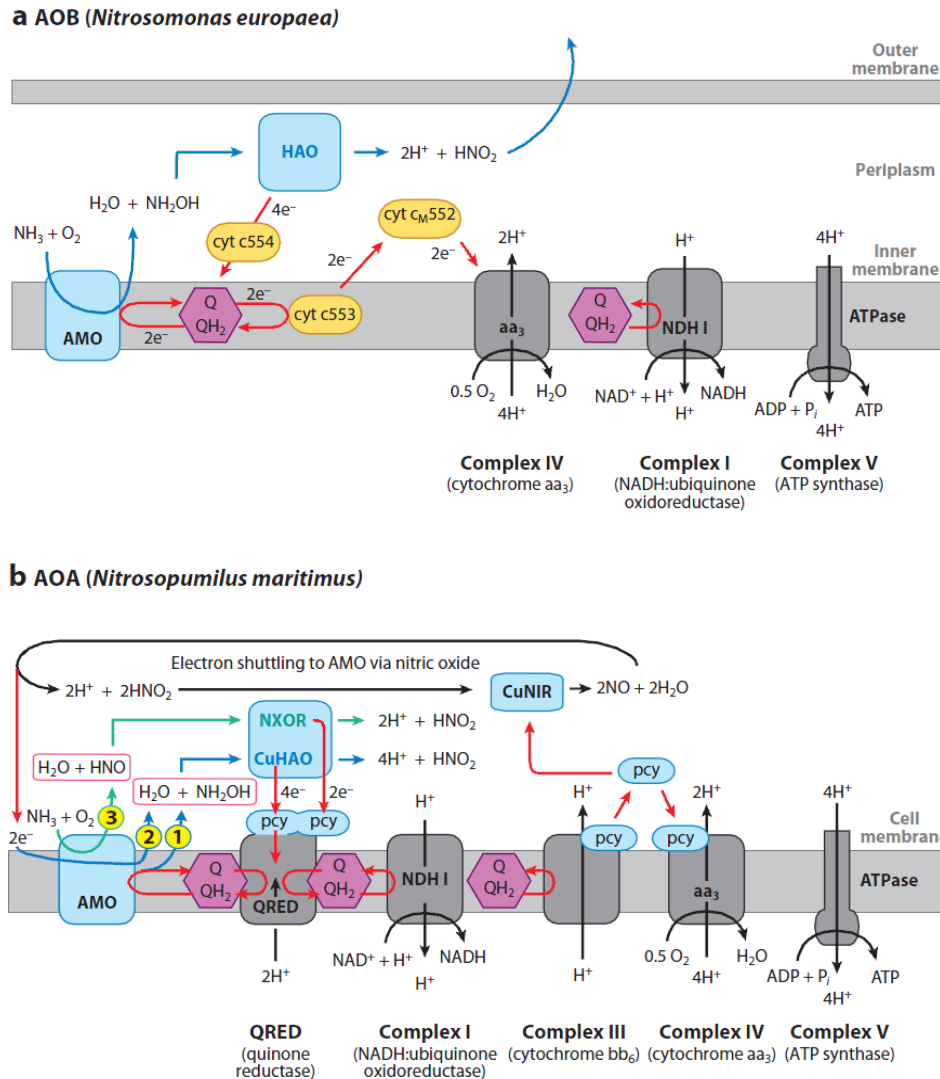 a AOB (Nitrosomonas europaea)
Outer
membrane
HAO
2H⁺ + HNO₂
Periplasm
H₂O + NH₂OH
4e⁻
cyt c_M552
NH₃ + O₂
cyt c554
2H⁺
H⁺
4H⁺
2e⁻
2e⁻
Inner
membrane
Q
QH₂
2e⁻
cyt c553
Q
QH₂
aa₃
NDH I
ATPase
AMO
2e⁻
0.5 O₂
H₂O
NAD⁺ + H⁺
NADH
ADP + Pᵢ
ATP
4H⁺
H⁺
4H⁺
Complex IV
(cytochrome aa₃)
Complex I
(NADH:ubiquinone
oxidoreductase)
Complex V
(ATP synthase)
b AOA (Nitrosopumilus maritimus)
Electron shuttling to AMO via nitric oxide
2H⁺ + 2HNO₂
CuNIR
2NO + 2H₂O
NXOR
2H⁺ + HNO₂
CuHAO
4H⁺ + HNO₂
H₂O + HNO
H₂O + NH₂OH
4e⁻
2e⁻
pcy
H⁺
H⁺
2H⁺
4H⁺
NH₃ + O₂
3
2
1
pcy
pcy
pcy
pcy
Cell
membrane
2e⁻
AMO
Q
QH₂
QRED
Q
QH₂
NDH I
Q
QH₂
aa₃
ATPase
2H⁺
NAD⁺ + H⁺
NADH
H⁺
H⁺
0.5 O₂
H₂O
4H⁺
ADP + Pᵢ
ATP
4H⁺
QRED
(quinone
reductase)
Complex I
(NADH:ubiquinone
oxidoreductase)
Complex III
(cytochrome bb₆)
Complex IV
(cytochrome aa₃)
Complex V
(ATP synthase)